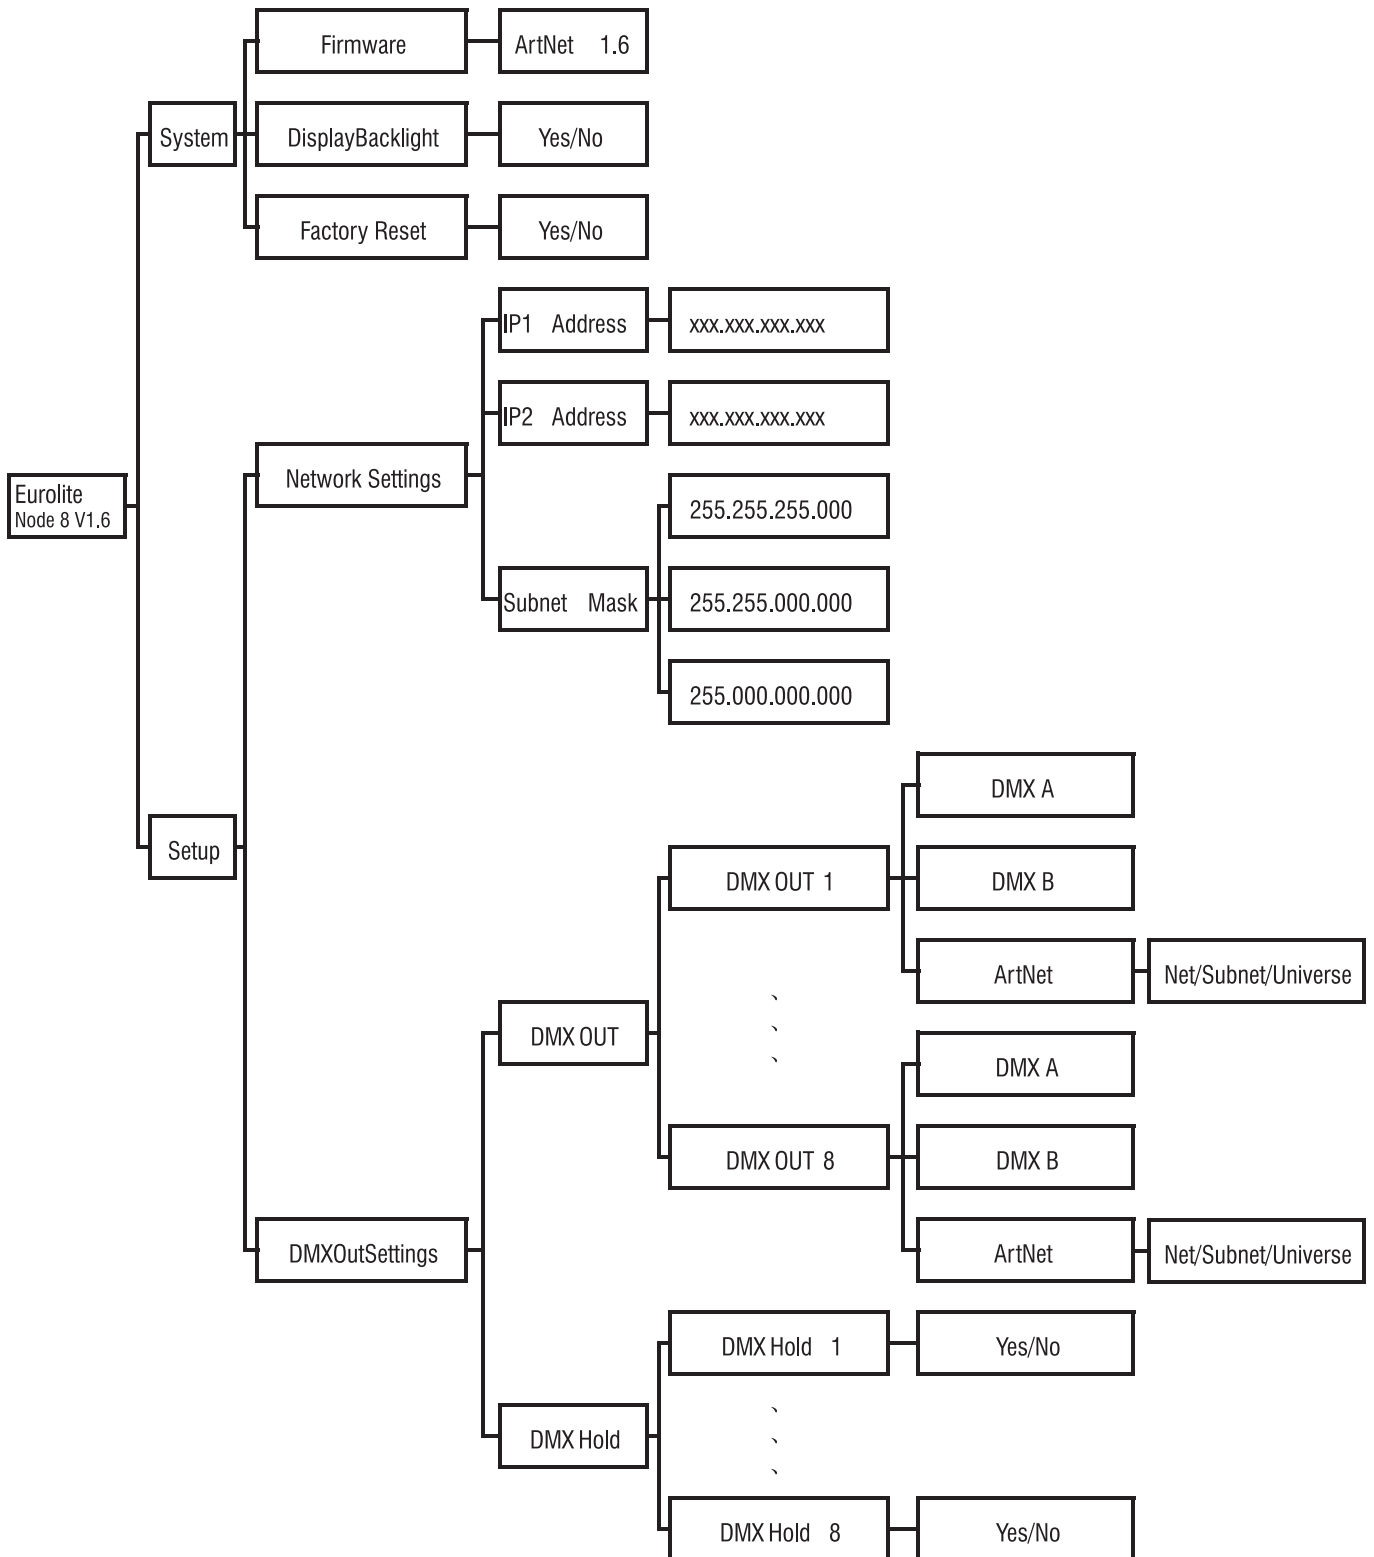 Firmware
ArtNet 1.6
System
DisplayBacklight
Yes/No
Factory Reset
Yes/No
IP1 Address
xxx.xxx.xxx.xxx
IP2 Address
xxx.xxx.xxx.xxx
Eurolite
Node 8 V1.6
Network Settings
255.255.255.000
Subnet Mask
255.255.000.000
255.000.000.000
Setup
DMX A
DMX OUT 1
DMX B
ArtNet
Net/Subnet/Universe
、
、
、
DMX OUT
DMX A
DMX OUT 8
DMX B
ArtNet
Net/Subnet/Universe
DMXOutSettings
DMX Hold 1
Yes/No
、
、
、
DMX Hold
DMX Hold 8
Yes/No